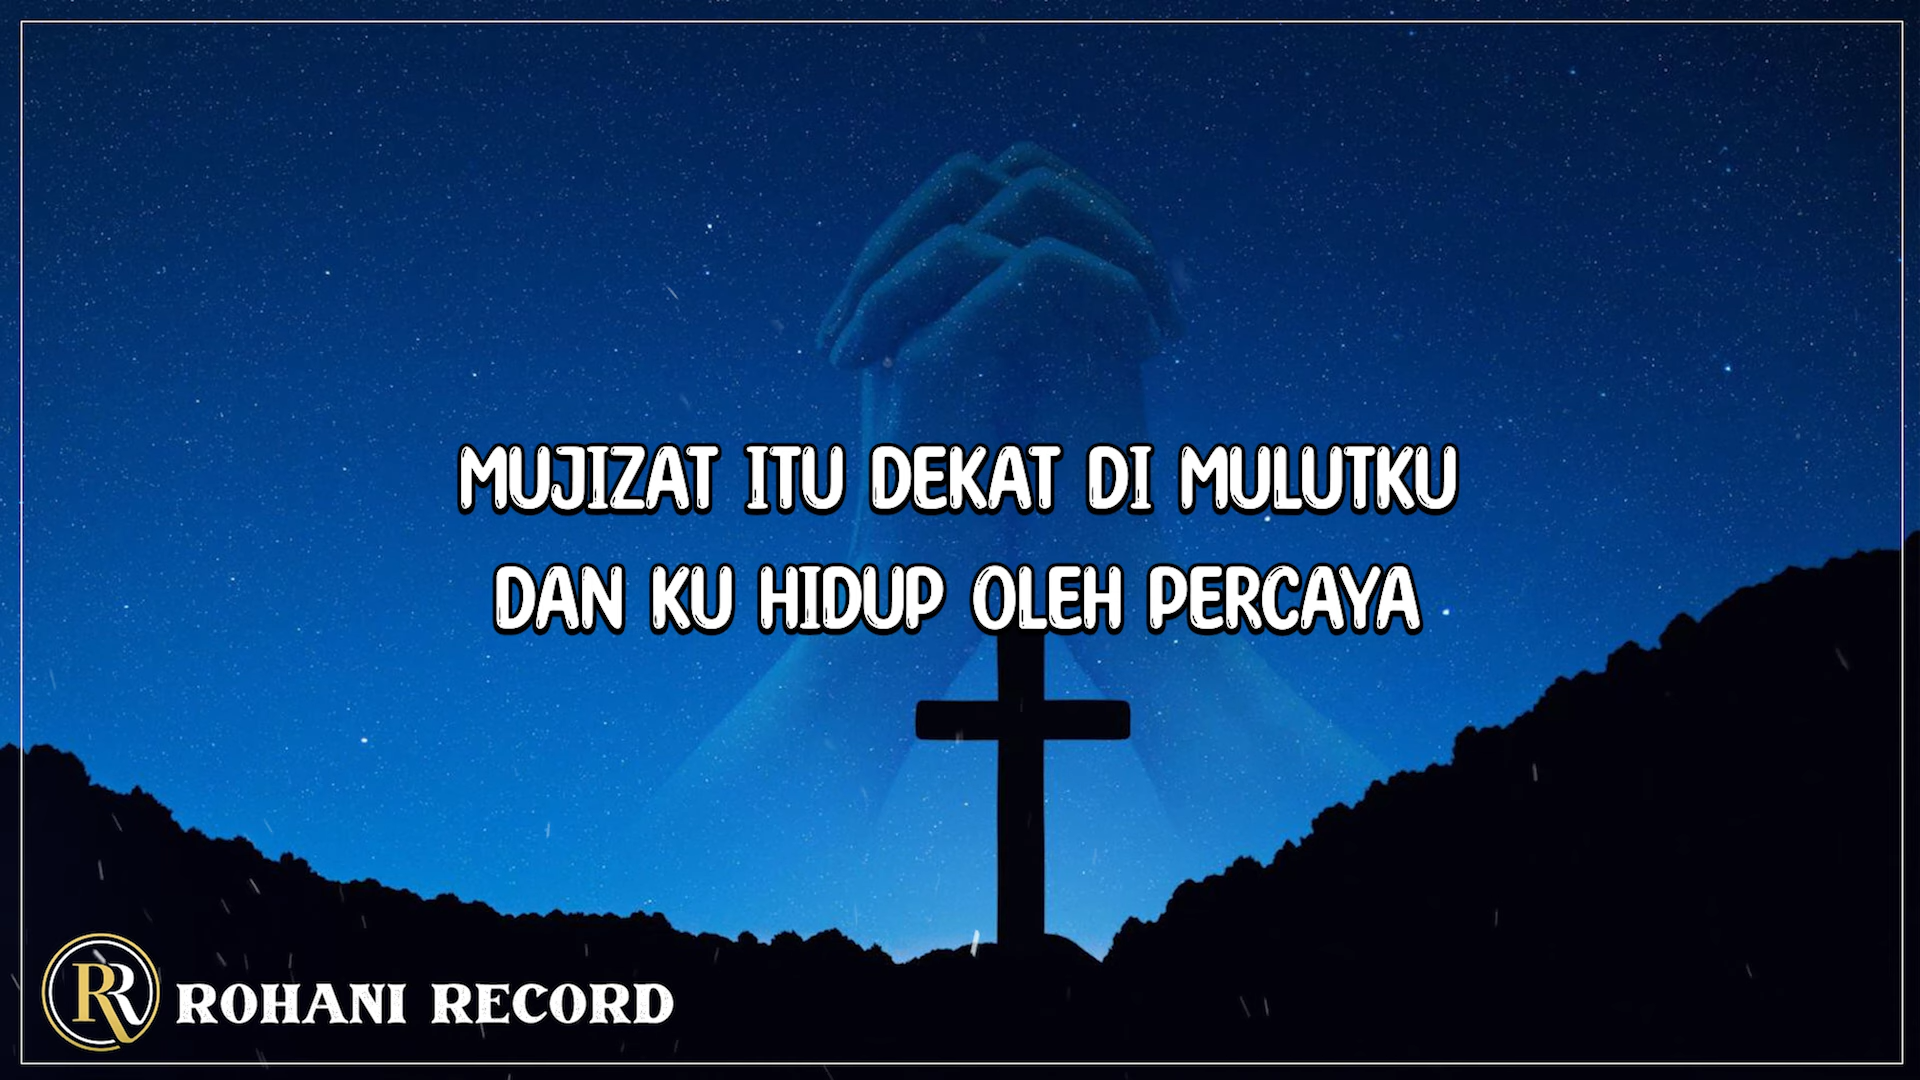 MUJIZAT ITU DEKAT DI MULUTKU
DAN KU HIDUP OLEH PERCAYA
RR ROHANI RECORD